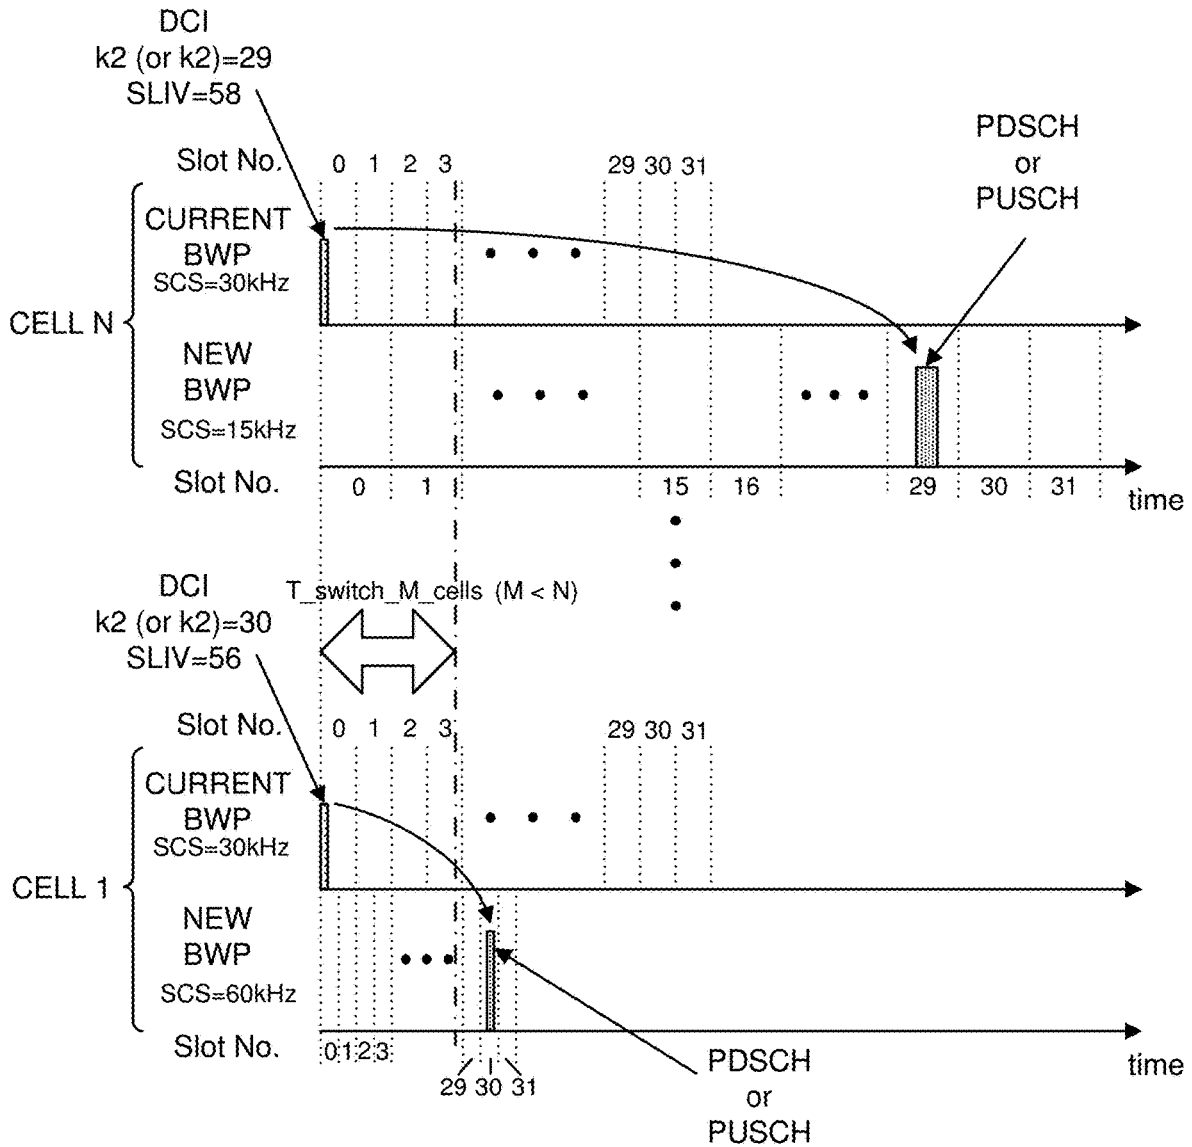 DCI
k2 (or k2)=29
SLIV=58
PDSCH
or
PUSCH
Slot No. 0 1 2 3 29 30 31
CURRENT
BWP
SCS=30kHz
CELL N
NEW
BWP
SCS=15kHz
Slot No. 0 1 15 16 29 30 31
time
T_switch_M_cells (M < N)
DCI
k2 (or k2)=30
SLIV=56
Slot No. 0 1 2 3 29 30 31
CURRENT
BWP
SCS=30kHz
CELL 1
NEW
BWP
SCS=60kHz
Slot No. 0 1 2 3
29 30 31
time
PDSCH
or
PUSCH